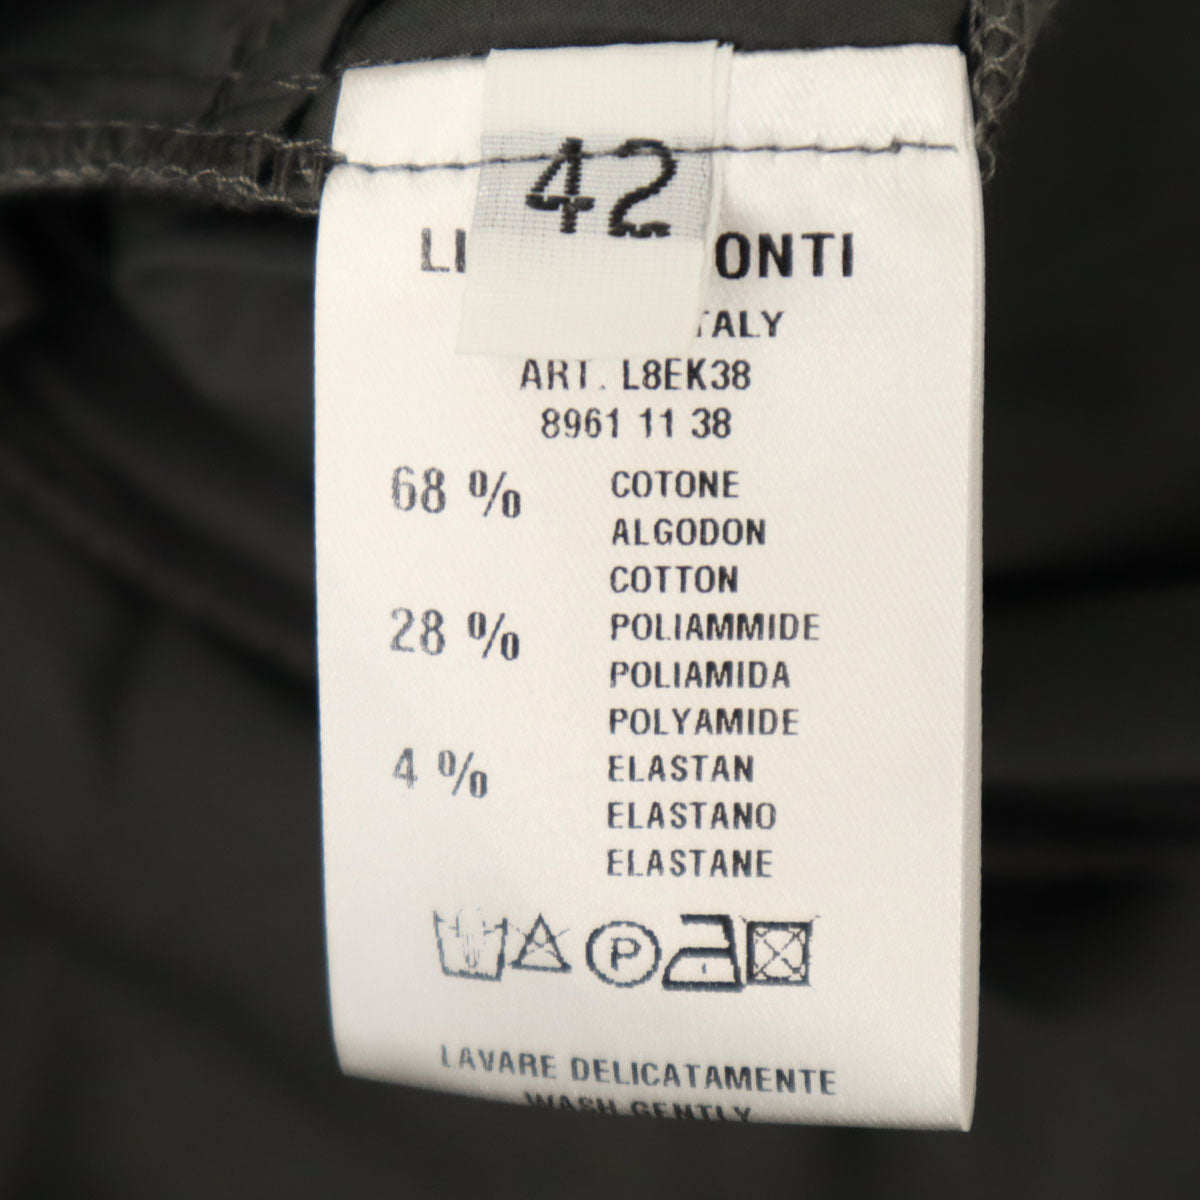 42
ART. L8EK38
8961 11 38
68 % COTONE
ALGODON
COTTON
28 % POLIAMMIDE
POLIAMIDA
POLYAMIDE
4 % ELASTAN
ELASTANO
ELASTANE
P
LAVARE DELICATAMENTE
WASH GENTLY